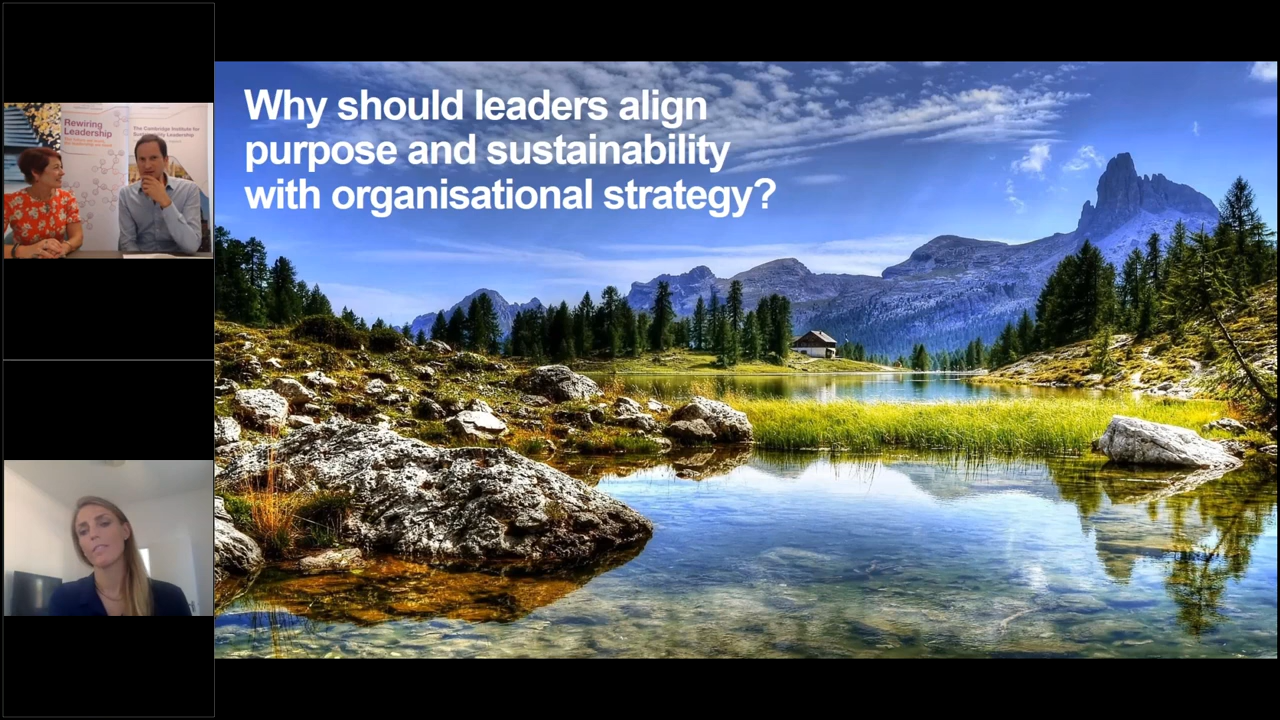 Why should leaders align
purpose and sustainability
with organisational strategy?
Rewiring
Leadership
The Cambridge Institute for
Sustainability Leadership